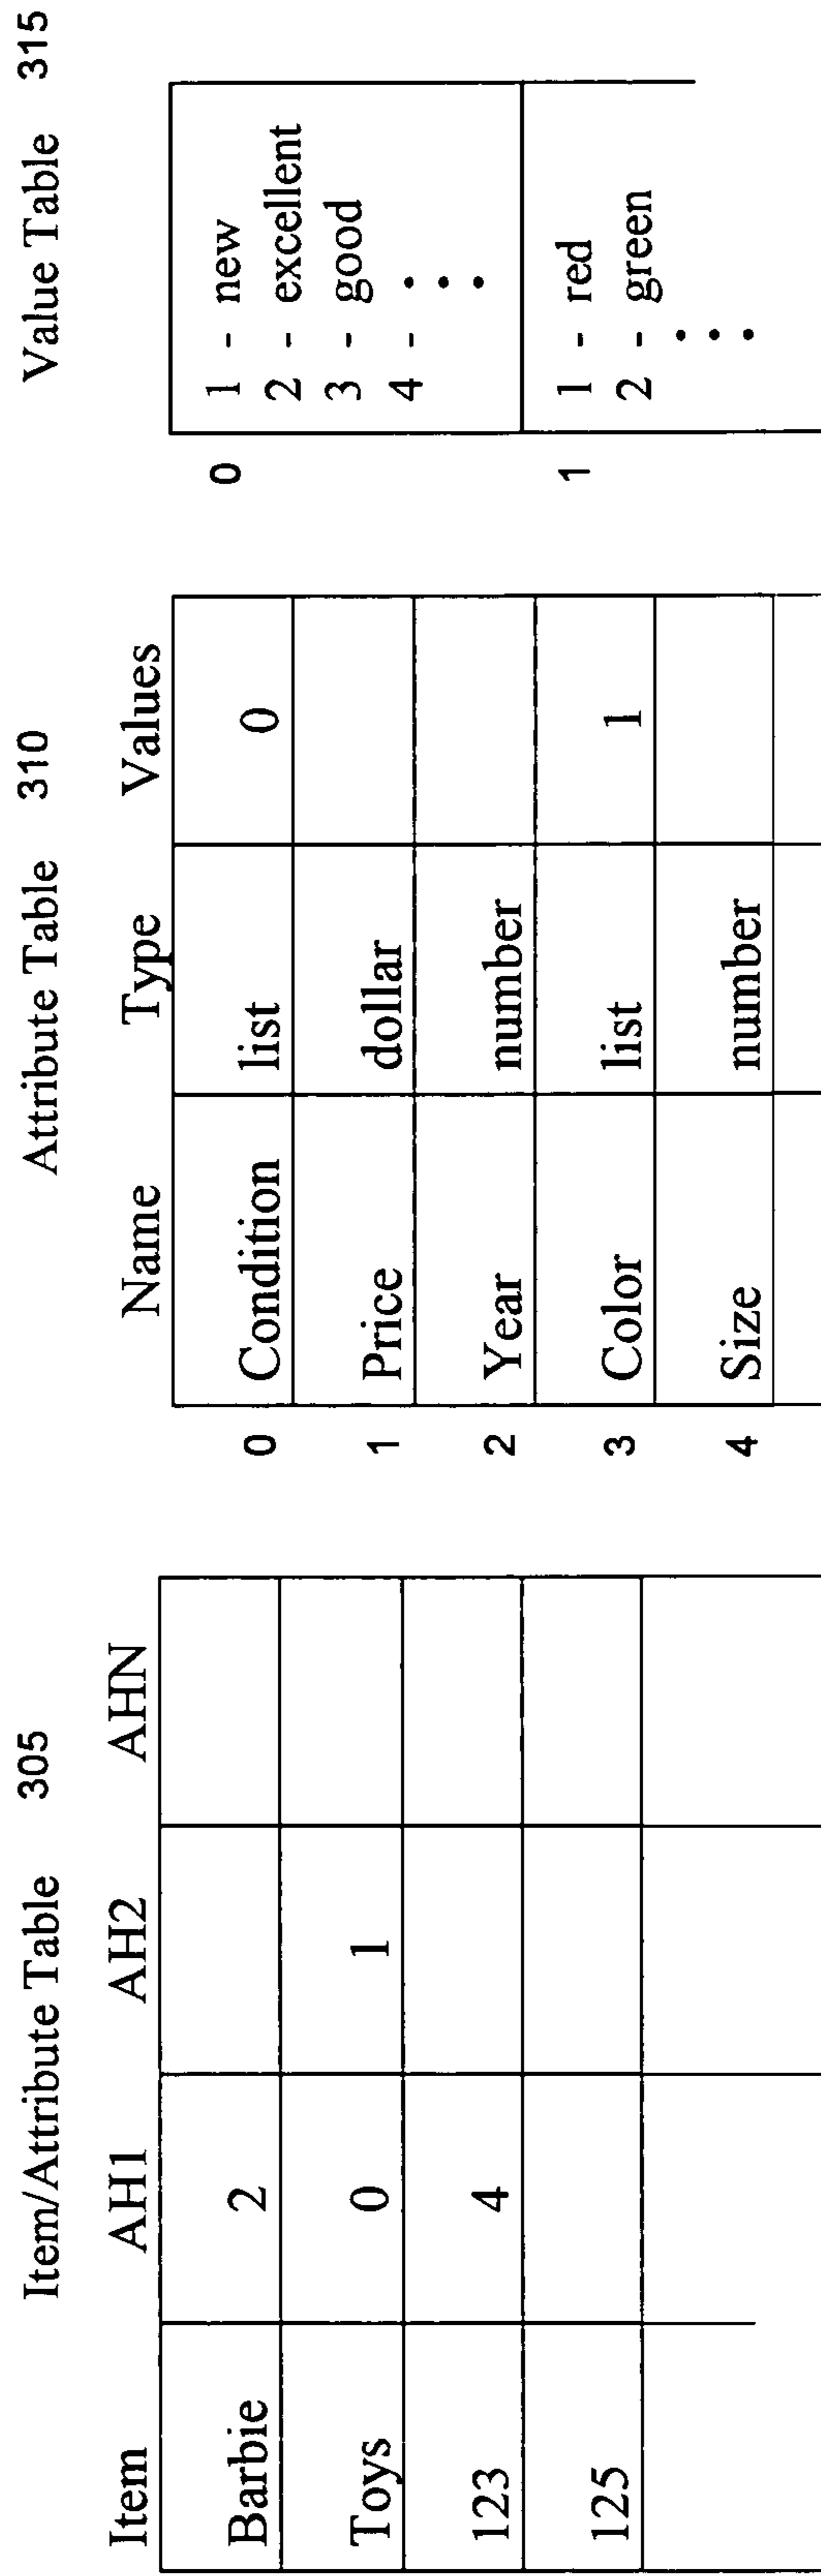 Item/Attribute Table 305
Item AH1 AH2 AHN
Barbie 2
Toys 0 1
123 4
125
Attribute Table 310
Name Type Values
0 Condition list 0
1 Price dollar
2 Year number
3 Color list 1
4 Size number
Value Table 315
0
1 - new
2 - excellent
3 - good
4 -
1
1 - red
2 - green